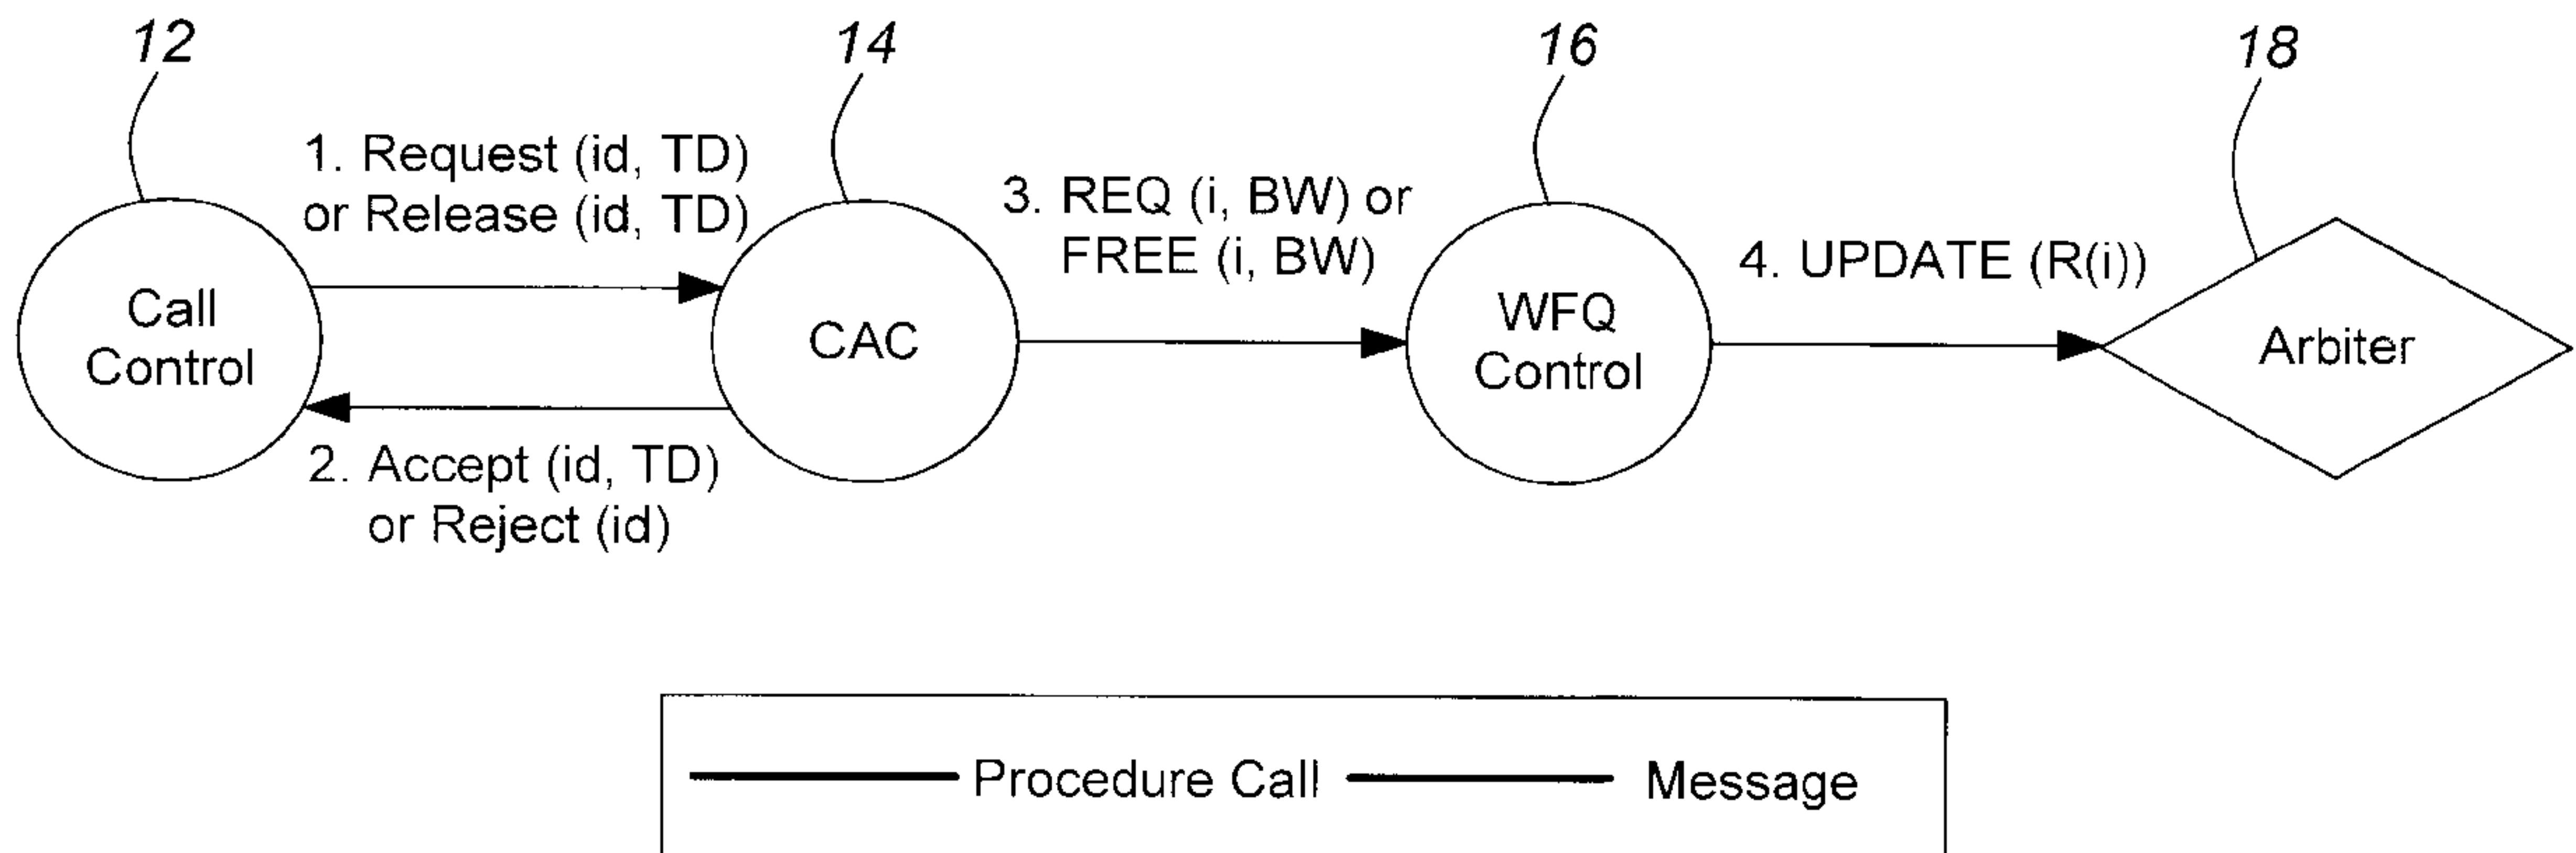 12
14
16
18
1. Request (id, TD)
or Release (id, TD)
3. REQ (i, BW) or
FREE (i, BW)
4. UPDATE (R(i))
Call
Control
CAC
WFQ
Control
Arbiter
2. Accept (id, TD)
or Reject (id)
Procedure Call
Message